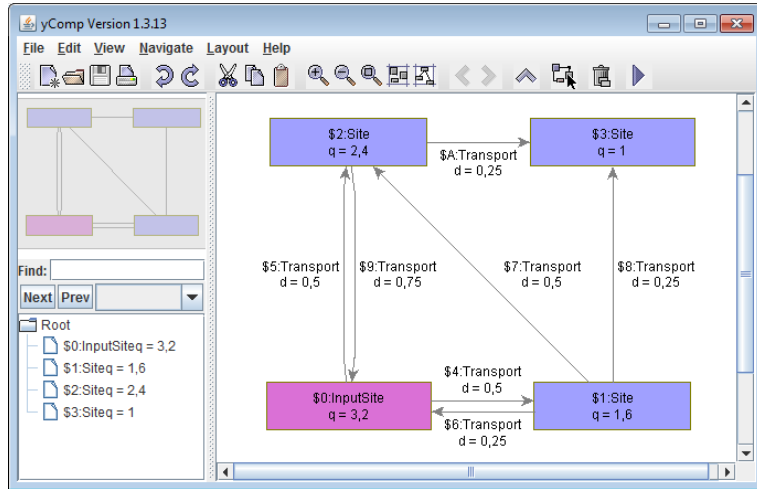 yComp Version 1.3.13
File Edit View Navigate Layout Help
$2:Site
q = 2,4
$3:Site
q = 1
$A:Transport
d = 0,25
Find:
Next Prev
$5:Transport
d = 0,5
$9:Transport
d = 0,75
$7:Transport
d = 0,5
$8:Transport
d = 0,25
Root
$0:InputSiteq = 3,2
$1:Siteq = 1,6
$2:Siteq = 2,4
$3:Siteq = 1
$4:Transport
d = 0,5
$0:InputSite
q = 3,2
$1:Site
q = 1,6
$6:Transport
d = 0,25